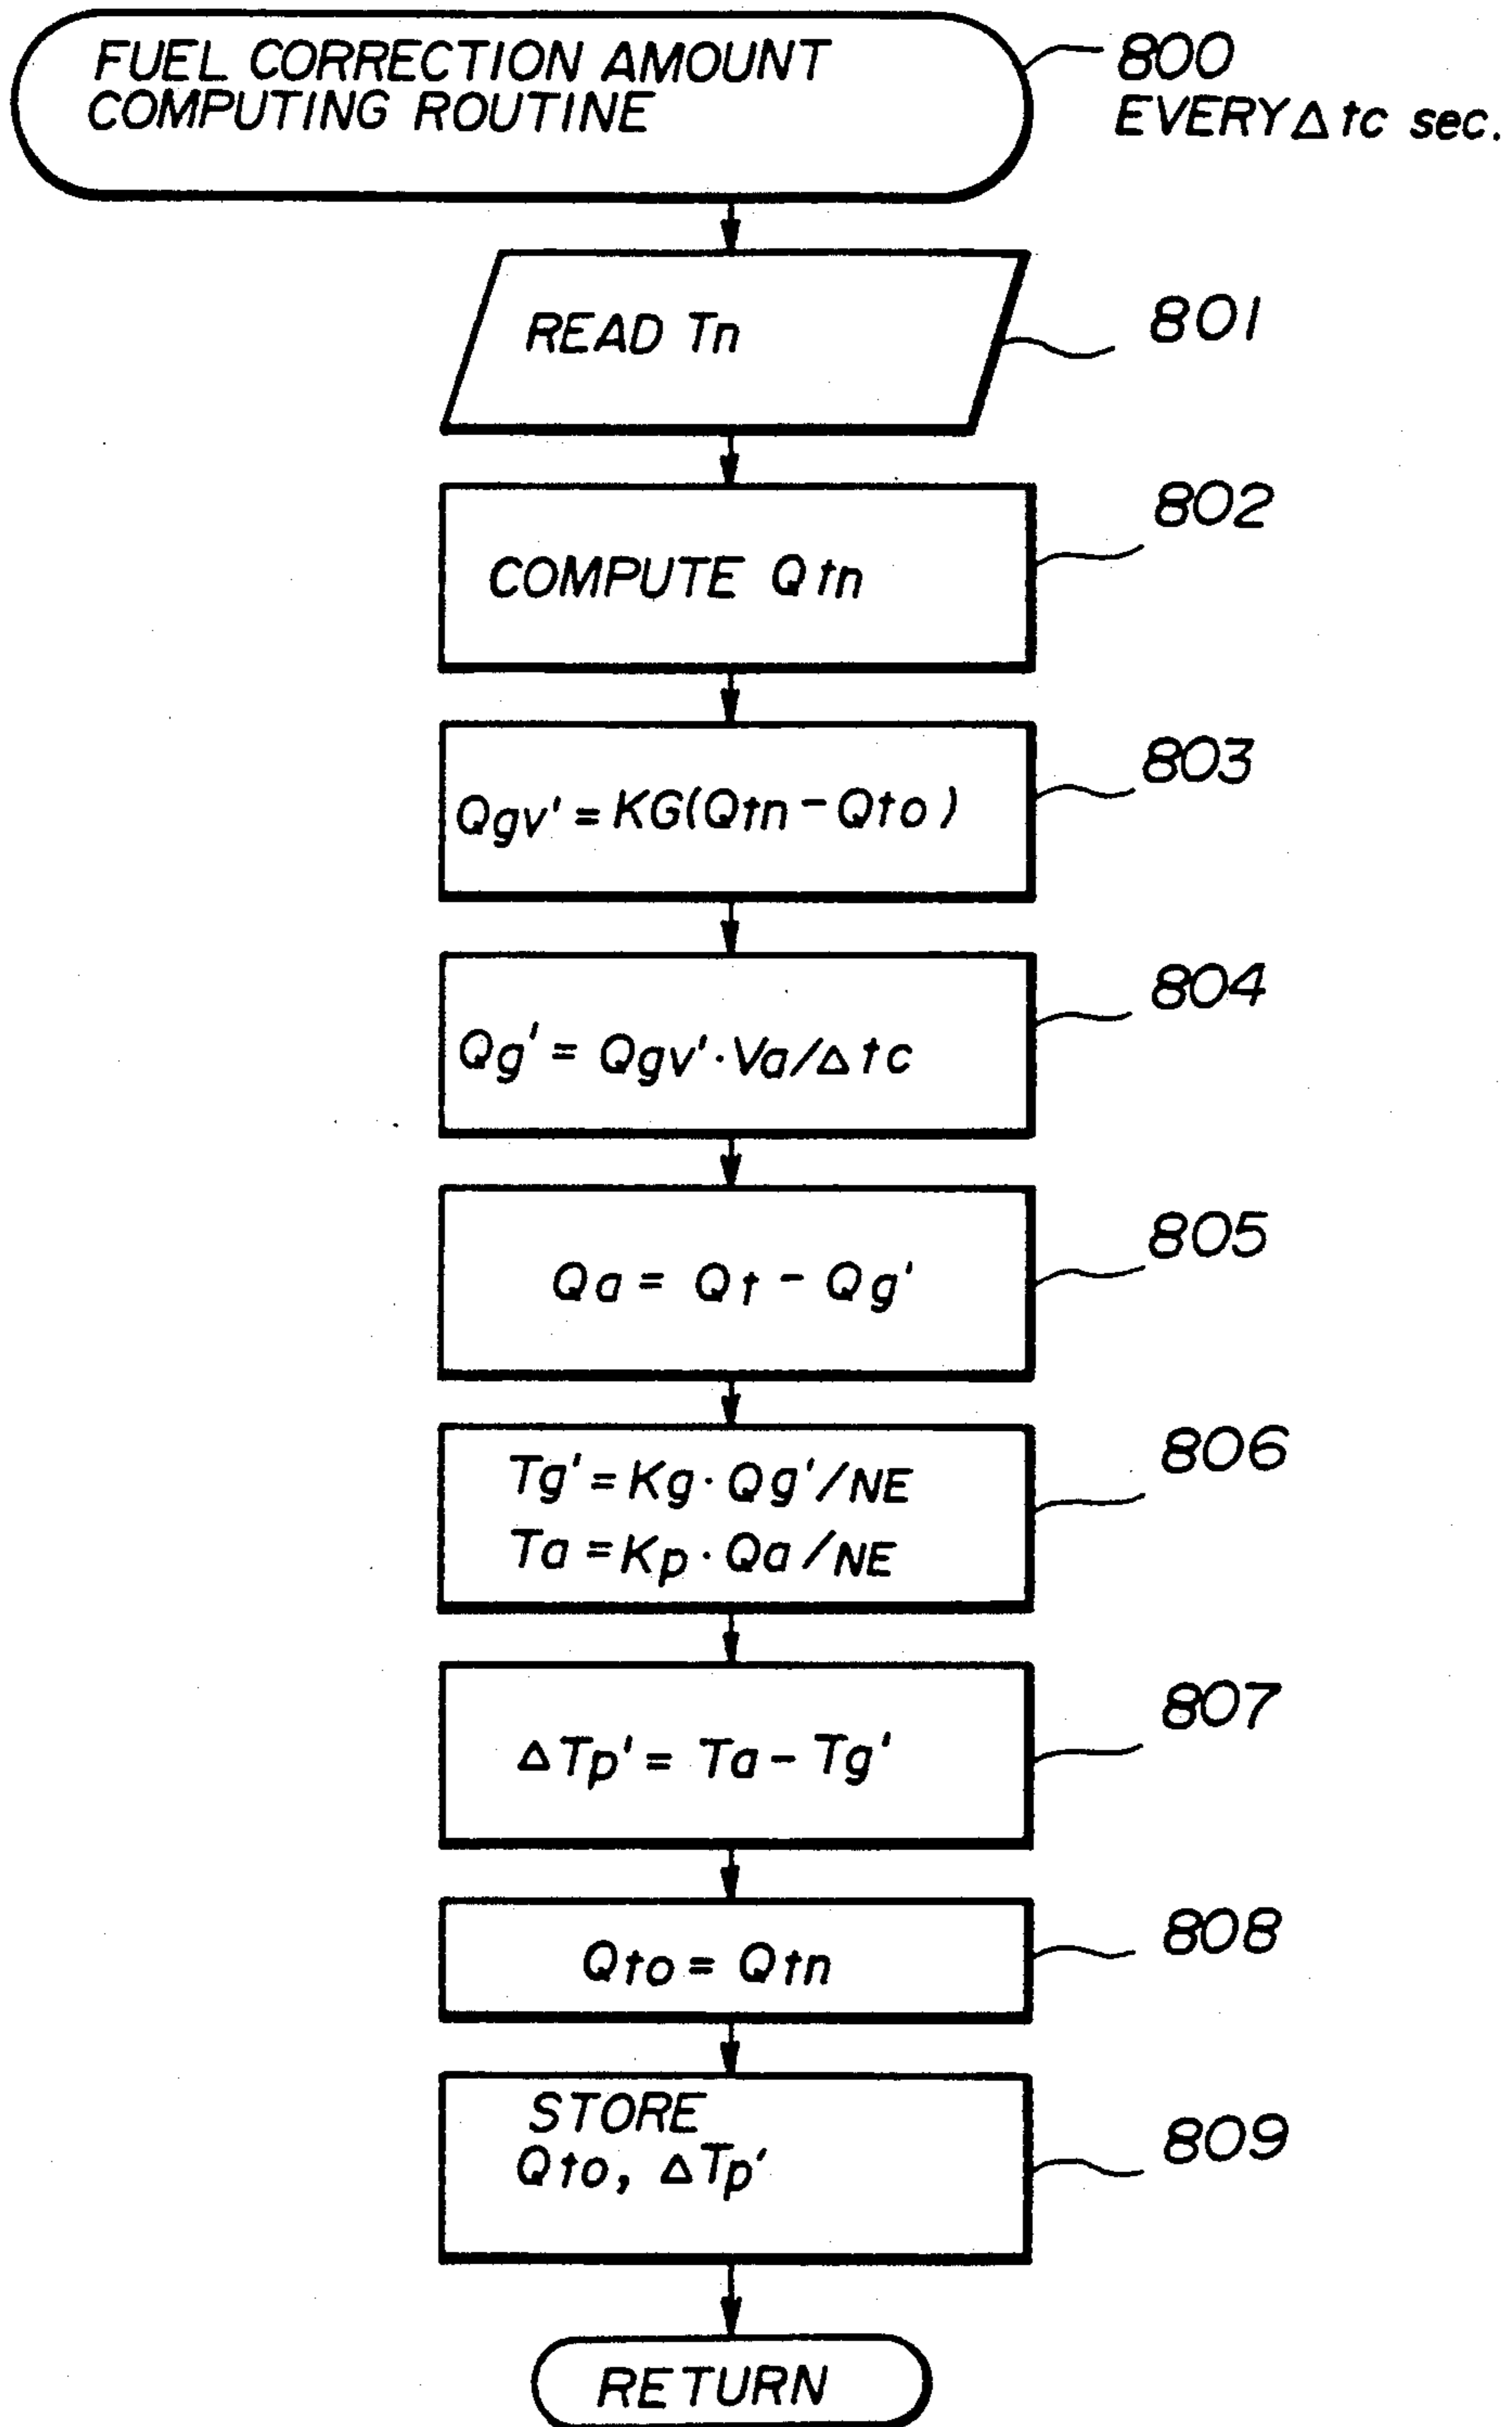 FUEL CORRECTION AMOUNT
COMPUTING ROUTINE
800
EVERY Δtc sec.
READ Tn
801
COMPUTE Qtn
802
Qgv' = KG(Qtn - Qto)
803
Qg' = Qgv'·Va/Δtc
804
Qa = Qt - Qg'
805
Tg' = Kg·Qg'/NE
Ta = Kp·Qa/NE
806
ΔTp' = Ta - Tg'
807
Qto = Qtn
808
STORE
Qto, ΔTp'
809
RETURN